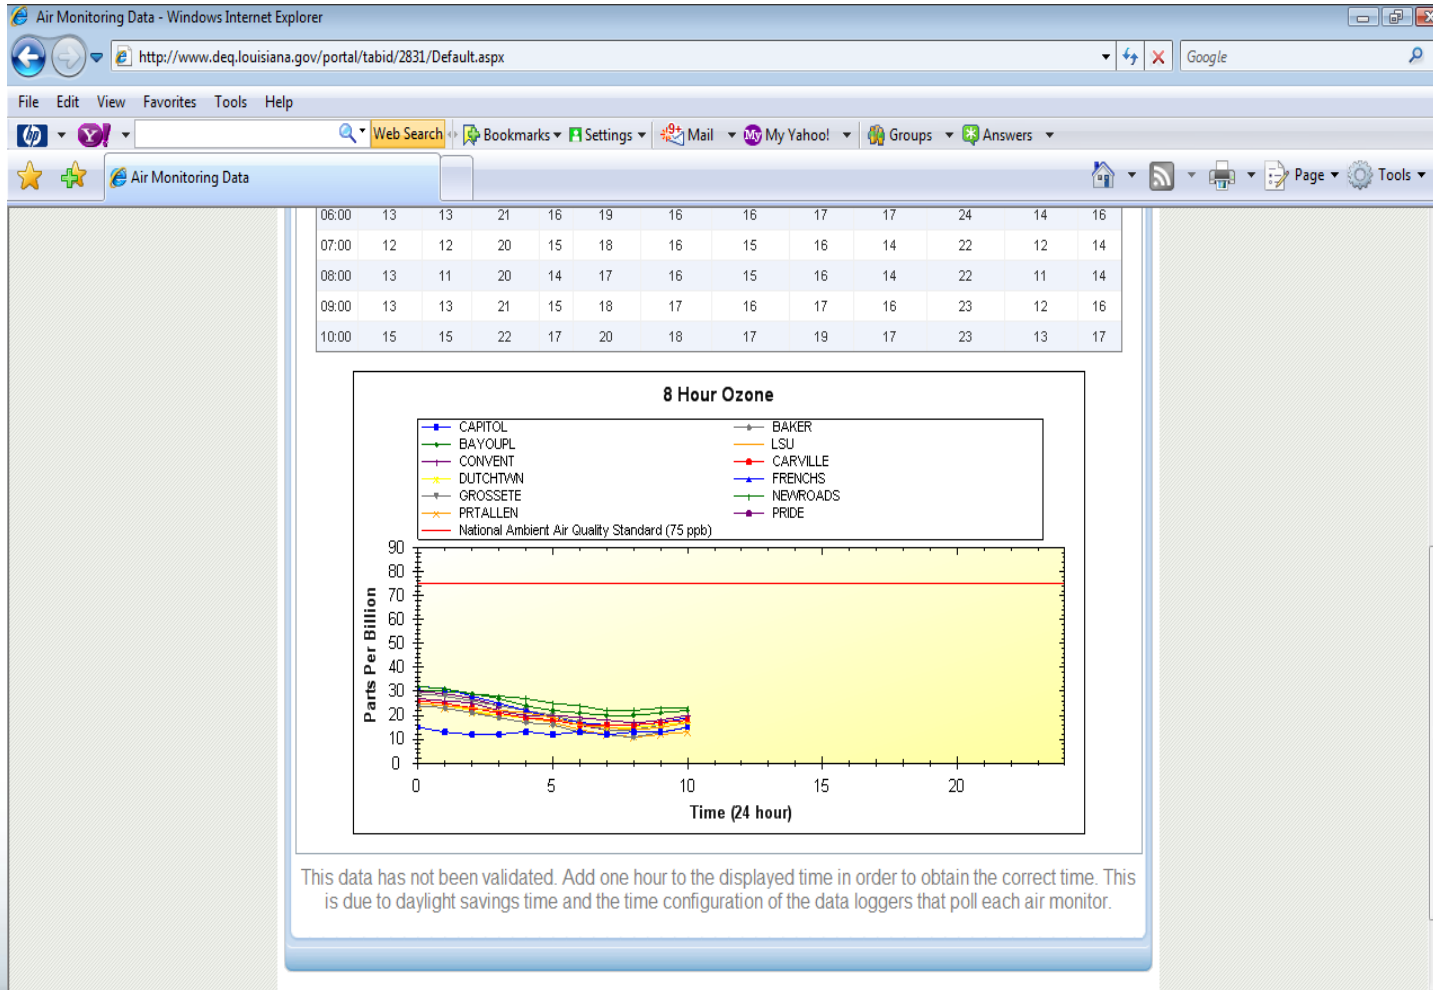 Air Monitoring Data - Windows Internet Explorer
http://www.deq.louisiana.gov/portal/tabid/2831/Default.aspx
Google
File Edit View Favorites Tools Help
hp Y! Web Search Bookmarks Settings 9+ Mail My My Yahoo! Groups Answers
Air Monitoring Data Page Tools
06:00 13 13 21 16 19 16 16 17 17 24 14 16
07:00 12 12 20 15 18 16 15 16 14 22 12 14
08:00 13 11 20 14 17 16 15 16 14 22 11 14
09:00 13 13 21 15 18 17 16 17 16 23 12 16
10:00 15 15 22 17 20 18 17 19 17 23 13 17
8 Hour Ozone
CAPITOL BAKER
BAYOUPL LSU
CONVENT CARVILLE
DUTCHTWN FRENCHS
GROSSETE NEWROADS
PRTALLEN PRIDE
National Ambient Air Quality Standard (75 ppb)
90
80
70
60
50
40
30
20
10
0
Parts Per Billion
0 5 10 15 20
Time (24 hour)
This data has not been validated. Add one hour to the displayed time in order to obtain the correct time. This
is due to daylight savings time and the time configuration of the data loggers that poll each air monitor.